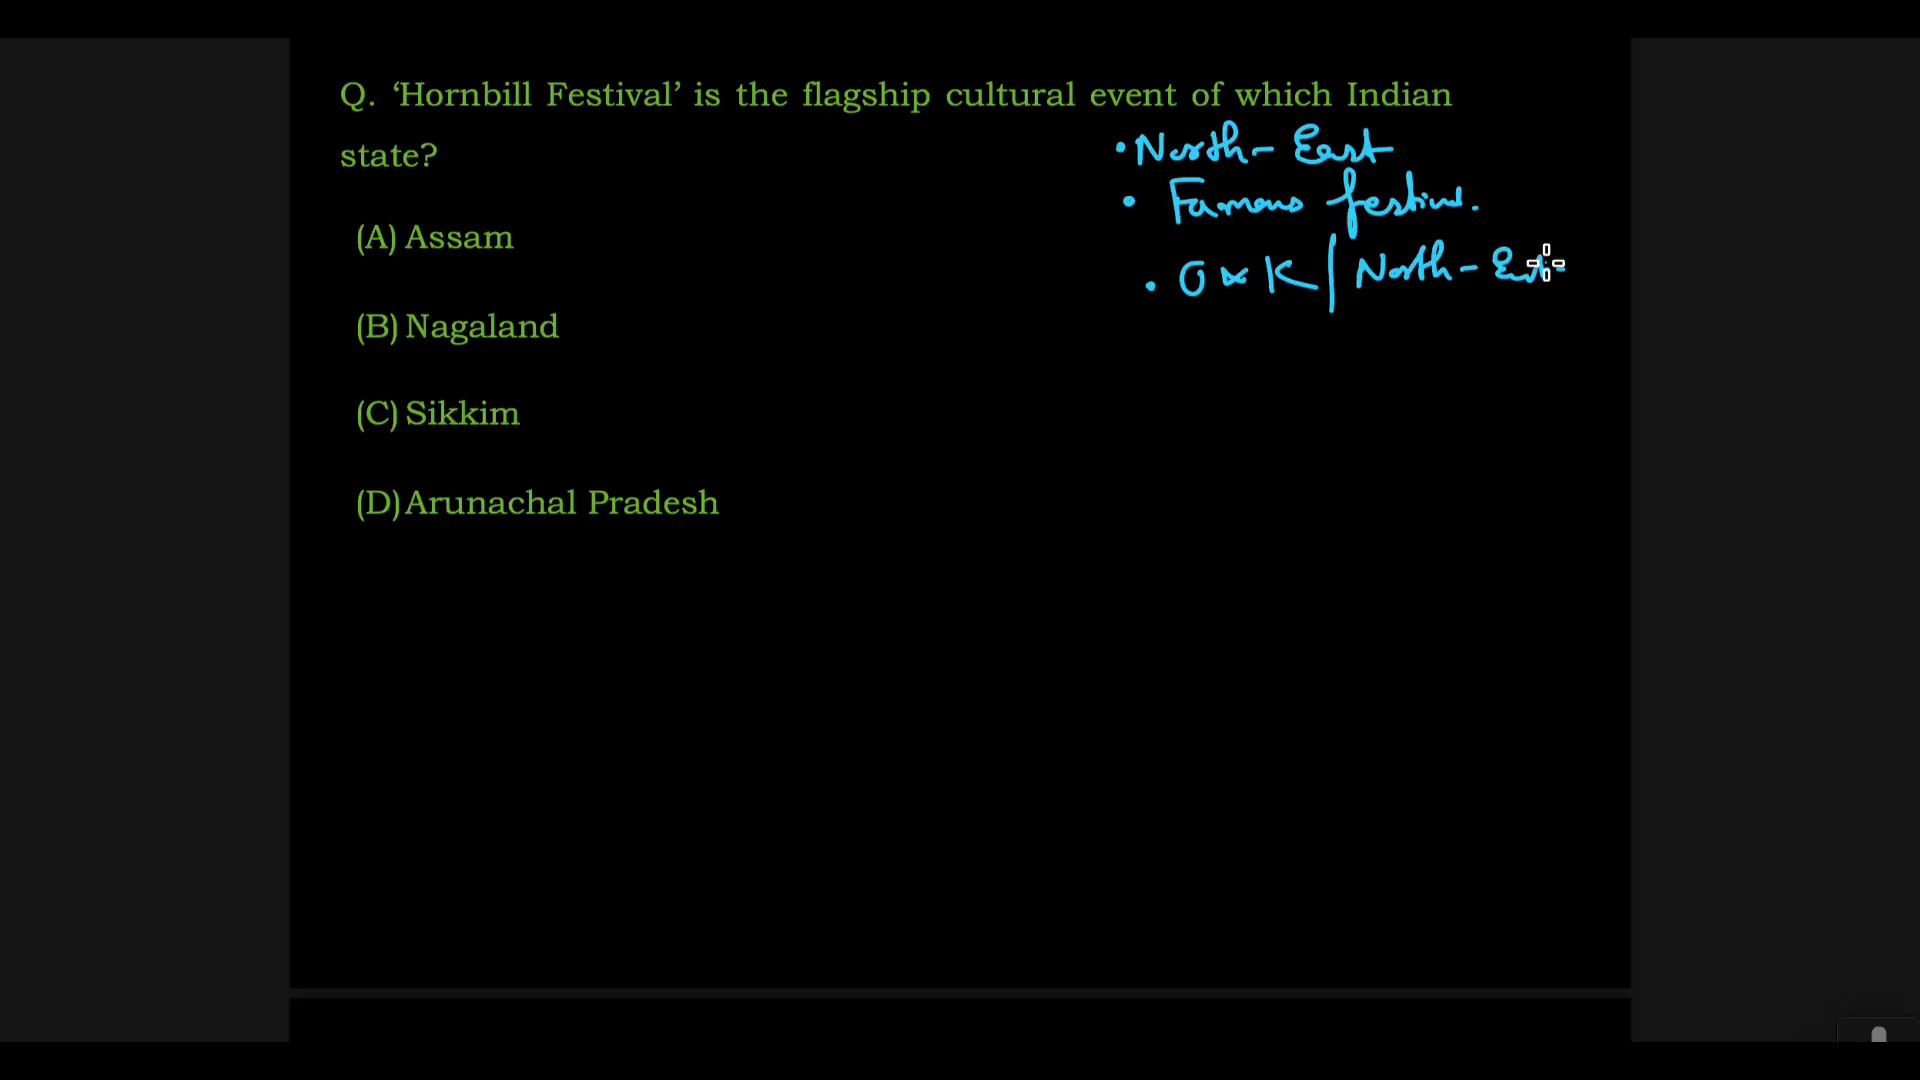 Q. ‘Hornbill Festival’ is the flagship cultural event of which Indian
state?
• North - East
• Famous festival.
(A) Assam
• K | North - East
(B) Nagaland
(C) Sikkim
(D) Arunachal Pradesh